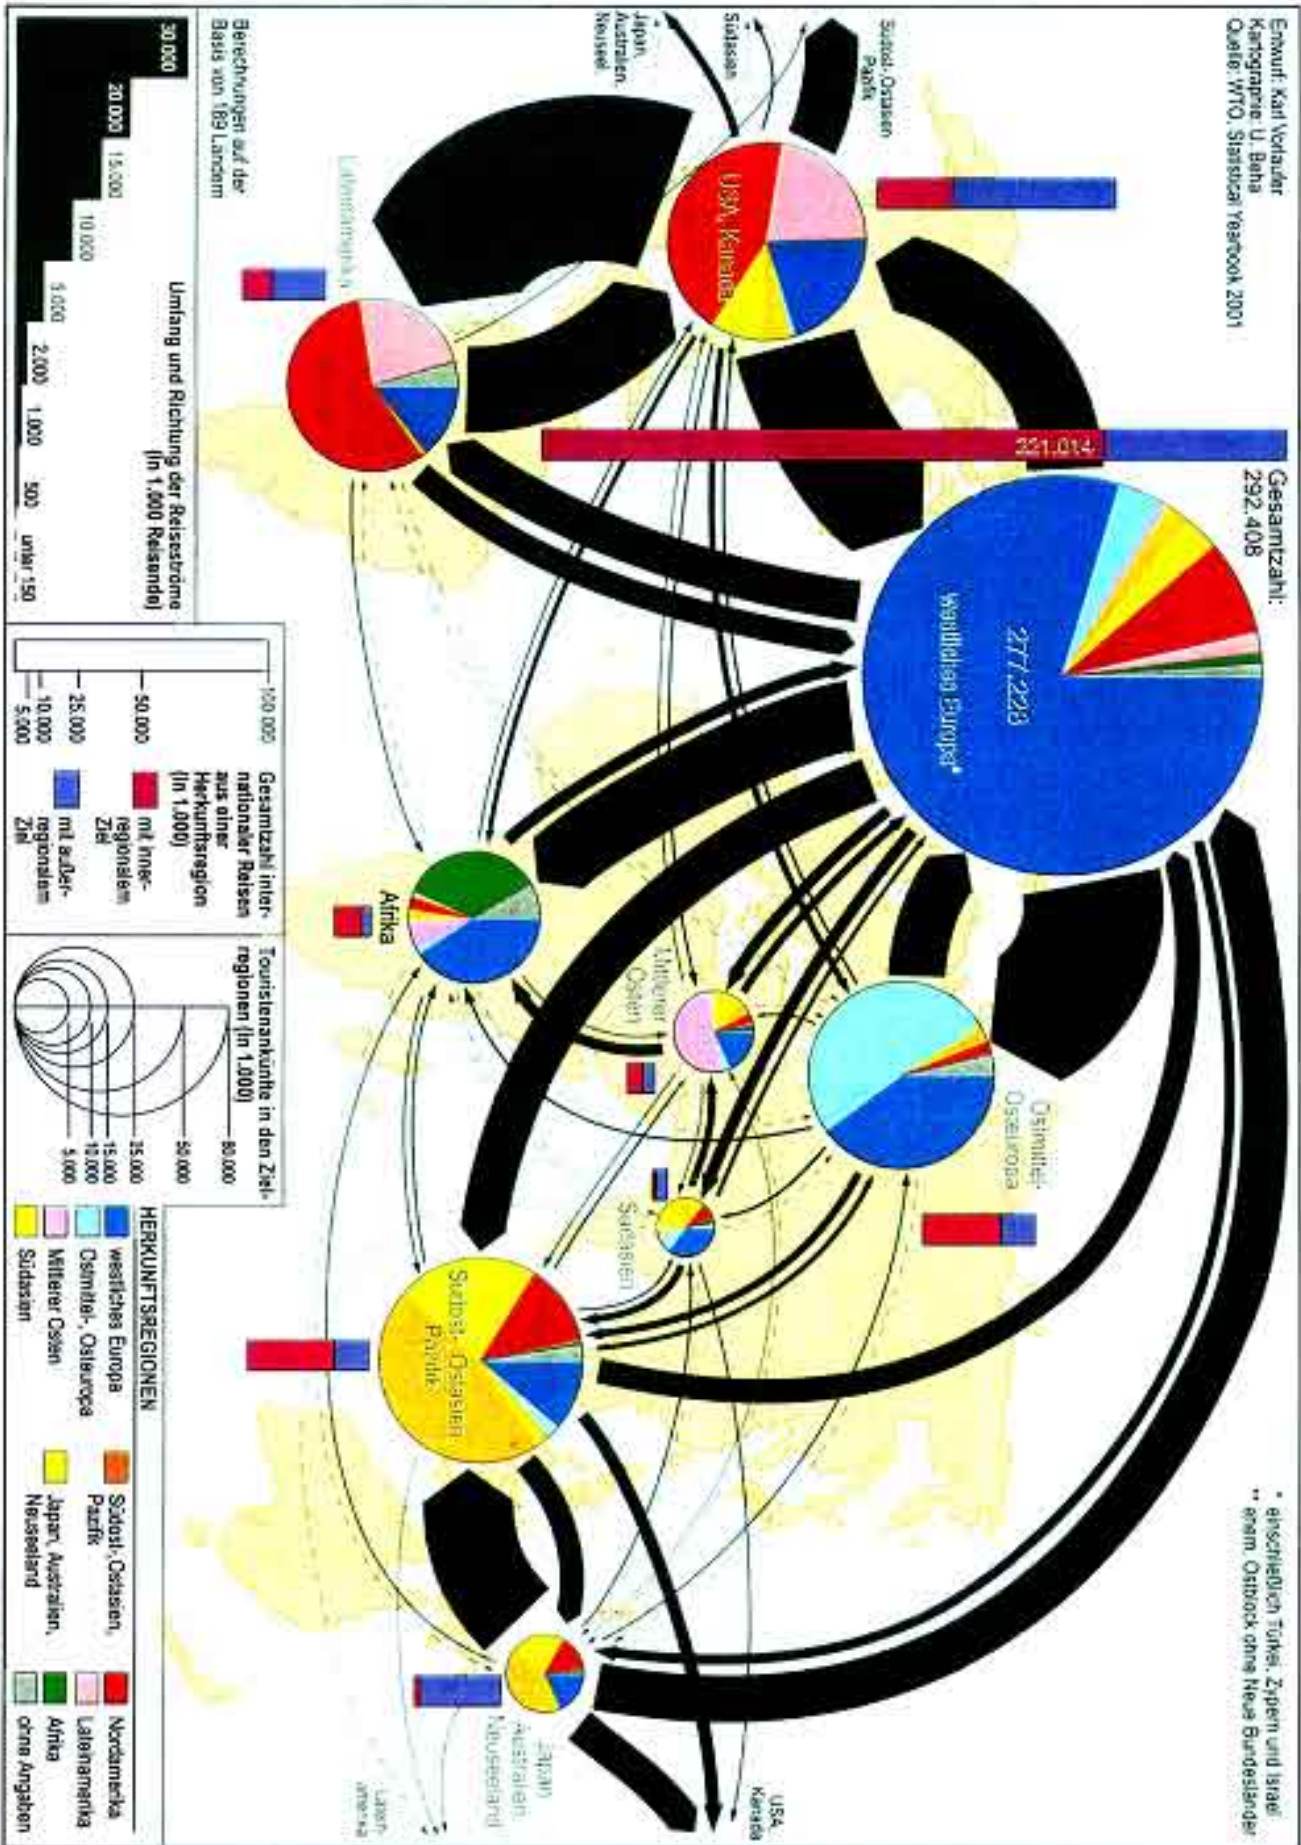 Entwurf: Karl Vorlaufer
Kartographie: U. Beha
Quelle: WTO, Statistical Yearbook 2001
* einschließlich Türkei, Zypern und Israel
** ehem. Ostblock ohne Neue Bundesländer
Gesamtzahl:
292.408
221.014
277.228
westliches Europa*
USA, Kanada
Südost-, Ostasien
Pazifik
Südasien
Japan,
Australien,
Neuseel.
Lateinamerika
Afrika
Mittlerer
Osten
Ostmittel-,
Osteuropa
Südasien
Südost-, Ostasien
Pazifik
Japan
Australien
Neuseeland
USA,
Kanada
Latein-
amerika
Berechnungen auf der
Basis von 189 Ländern
Umfang und Richtung der Reiseströme
(in 1.000 Reisende)
30.000
20.000
15.000
10.000
5.000
2.000
1.000
500
unter 150
Gesamtzahl inter-
nationaler Reisen
aus einer
Herkunftsregion
(in 1.000)
100.000
50.000
25.000
10.000
5.000
mit inner-
regionalem
Ziel
mit außer-
regionalem
Ziel
Touristenankünfte in den Ziel-
regionen (in 1.000)
80.000
50.000
25.000
15.000
10.000
5.000
HERKUNFTSREGIONEN
westliches Europa
Ostmittel-, Osteuropa
Mittlerer Osten
Südasien
Südost-, Ostasien,
Pazifik
Japan, Australien,
Neuseeland
Nordamerika
Lateinamerika
Afrika
ohne Angaben